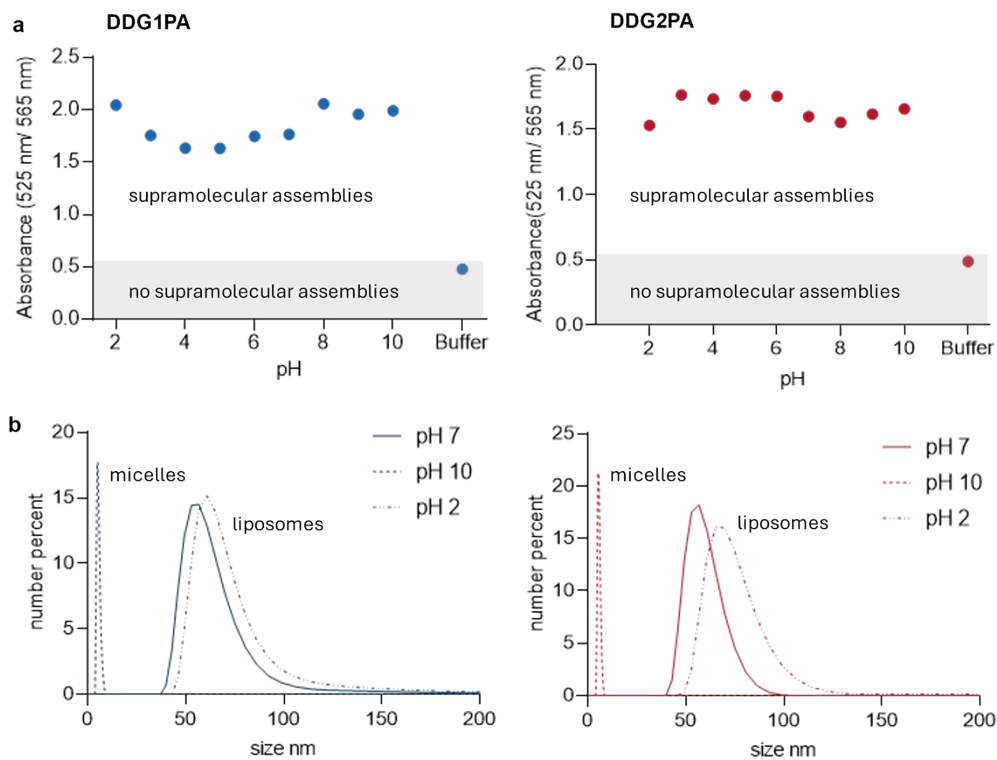 a
DDG1PA
DDG2PA
Absorbance (525 nm/ 565 nm)
2.5
2.0
1.5
1.0
0.5
0.0
supramolecular assemblies
no supramolecular assemblies
2 4 6 8 10 Buffer
pH
Absorbance(525 nm/ 565 nm)
2.0
1.5
1.0
0.5
0.0
supramolecular assemblies
no supramolecular assemblies
2 4 6 8 10 Buffer
pH
b
number percent
20
15
10
5
0
micelles
liposomes
pH 7
pH 10
pH 2
0 50 100 150 200
size nm
number percent
25
20
15
10
5
0
micelles
liposomes
pH 7
pH 10
pH 2
0 50 100 150 200
size nm